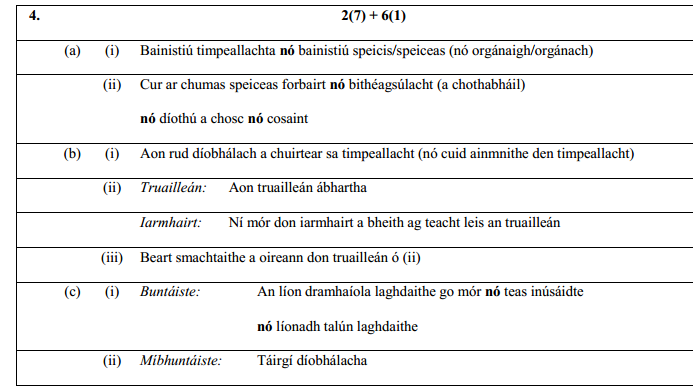 4. 2(7) + 6(1)
(a) (i) Bainistiú timpeallachta nó bainistiú speicis/speiceas (nó orgánaigh/orgánach)
(ii) Cur ar chumas speiceas forbairt nó bithéagsúlacht (a chothabháil)
nó díothú a chosc nó cosaint
(b) (i) Aon rud díobhálach a chuirtear sa timpeallacht (nó cuid ainmnithe den timpeallacht)
(ii) Truailleán: Aon truailleán ábhartha
Iarmhairt: Ní mór don iarmhairt a bheith ag teacht leis an truailleán
(iii) Beart smachtaithe a oireann don truailleán ó (ii)
(c) (i) Buntáiste: An líon dramhaíola laghdaithe go mór nó teas inúsáidte
nó líonadh talún laghdaithe
(ii) Míbhuntáiste: Táirgí díobhálacha